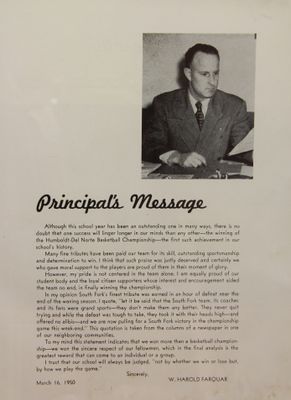 Principal's Message
Although this school year has been an outstanding one in many ways, there is no
doubt that one success will linger longer in our minds than any other—the winning of
the Humboldt-Del Norte Basketball Championship—the first such achievement in our
school's history.
Many fine tributes have been paid our team for its skill, outstanding sportsmanship
and determination to win. I think that such praise was justly deserved and certainly we
who gave moral support to the players are proud of them in their moment of glory.
However, my pride is not centered in the team alone. I am equally proud of our
student body and the loyal citizen supporters whose interest and encouragement aided
the team so and, in finally winning the championship.
In my opinion South Fork's finest tribute was earned in an hour of defeat near the
end of the waning season. I quote, "let it be said that the South Fork team, its coaches
and its fans were grand sports—they don't make them any better. They never quit
trying and while the defeat was tough to take, they took it with their heads high—and
offered no alibis—and we are now pulling for a South Fork victory in the championship
game this week-end." This quotation is taken from the columns of a newspaper in one
of our neighboring communities.
To my mind this statement indicates that we won more than a basketball champion-
ship—we won the sincere respect of our fellowmen, which in the final analysis is the
greatest reward that can come to an individual or a group.
I trust that our school will always be judged, "not by whether we win or lose but,
by how we play the game."
Sincerely,
March 16, 1950 W. HAROLD FARQUAR